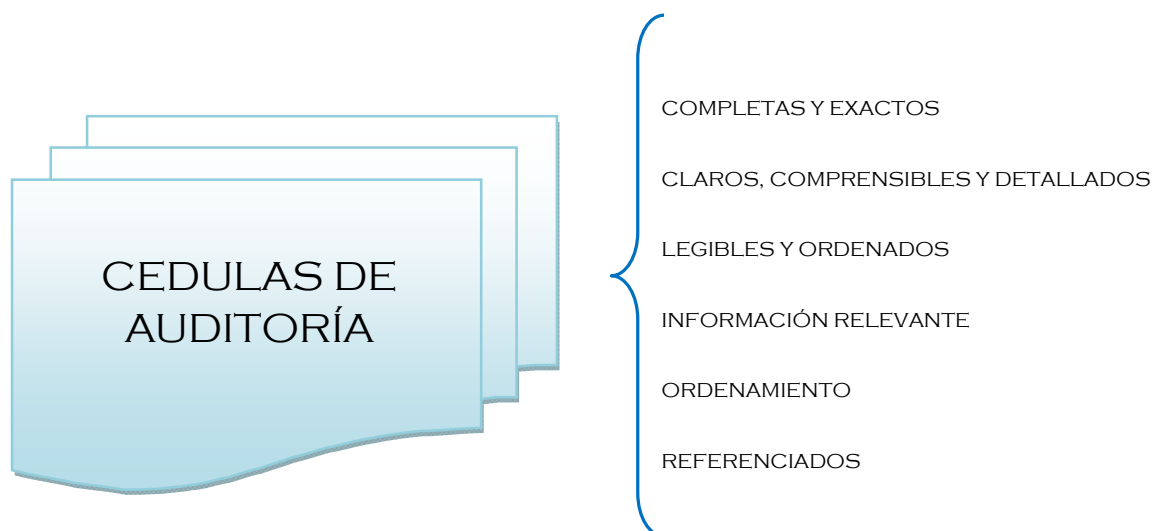 CEDULAS DE
AUDITORÍA
COMPLETAS Y EXACTOS
CLAROS, COMPRENSIBLES Y DETALLADOS
LEGIBLES Y ORDENADOS
INFORMACIÓN RELEVANTE
ORDENAMIENTO
REFERENCIADOS